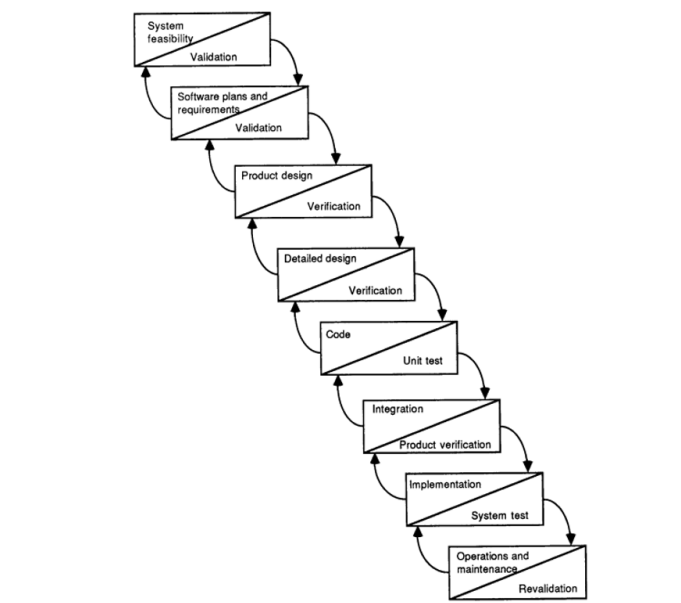 System
feasibility
Validation
Software plans and
requirements
Validation
Product design
Verification
Detailed design
Verification
Code
Unit test
Integration
Product verification
Implementation
System test
Operations and
maintenance
Revalidation